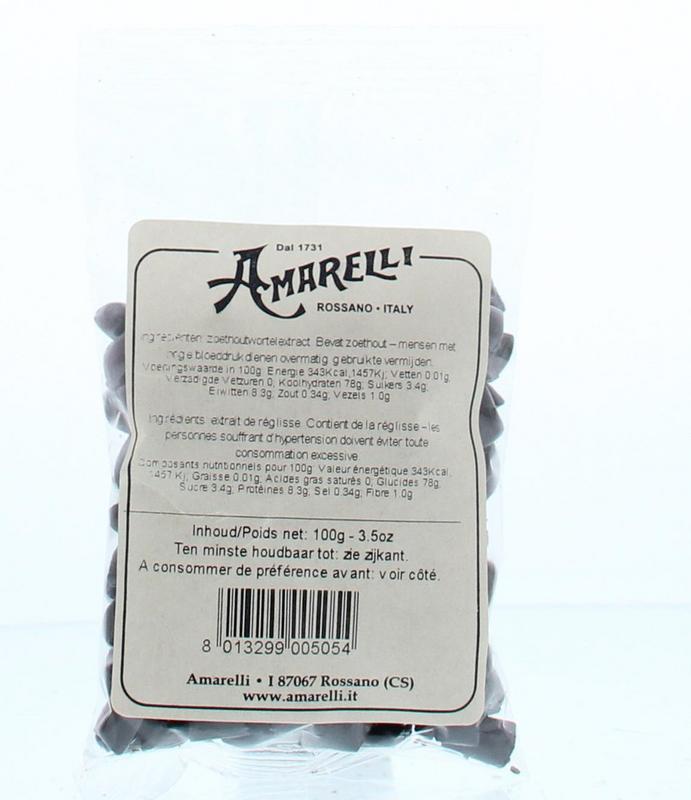 Dal 1731
AMARELLI
ROSSANO • ITALY
Ingrediënten: zoethoutwortelextract. Bevat zoethout – mensen met
hoge bloeddruk dienen overmatig gebruik te vermijden.
Voedingswaarde in 100g: Energie 343Kcal,1457Kj; Vetten 0.01g,
Verzadigde Vetzuren 0; Koolhydraten 78g; Suikers 3.4g;
Eiwitten 8.3g; Zout 0.34g; Vezels 1.0g
Ingrédients: extrait de réglisse. Contient de la réglisse – les
personnes souffrant d'hypertension doivent éviter toute
consommation excessive.
Composants nutritionnels pour 100g: Valeur énergétique 343Kcal,
1457 Kj; Graisse 0.01g; Acides gras saturés 0; Glucides 78g;
Sucre 3.4g; Protéines 8.3g; Sel 0.34g; Fibre 1.0g
Inhoud/Poids net: 100g - 3.5oz
Ten minste houdbaar tot: zie zijkant.
A consommer de préférence avant: voir côté.
8 013299 005054
Amarelli • I 87067 Rossano (CS)
www.amarelli.it